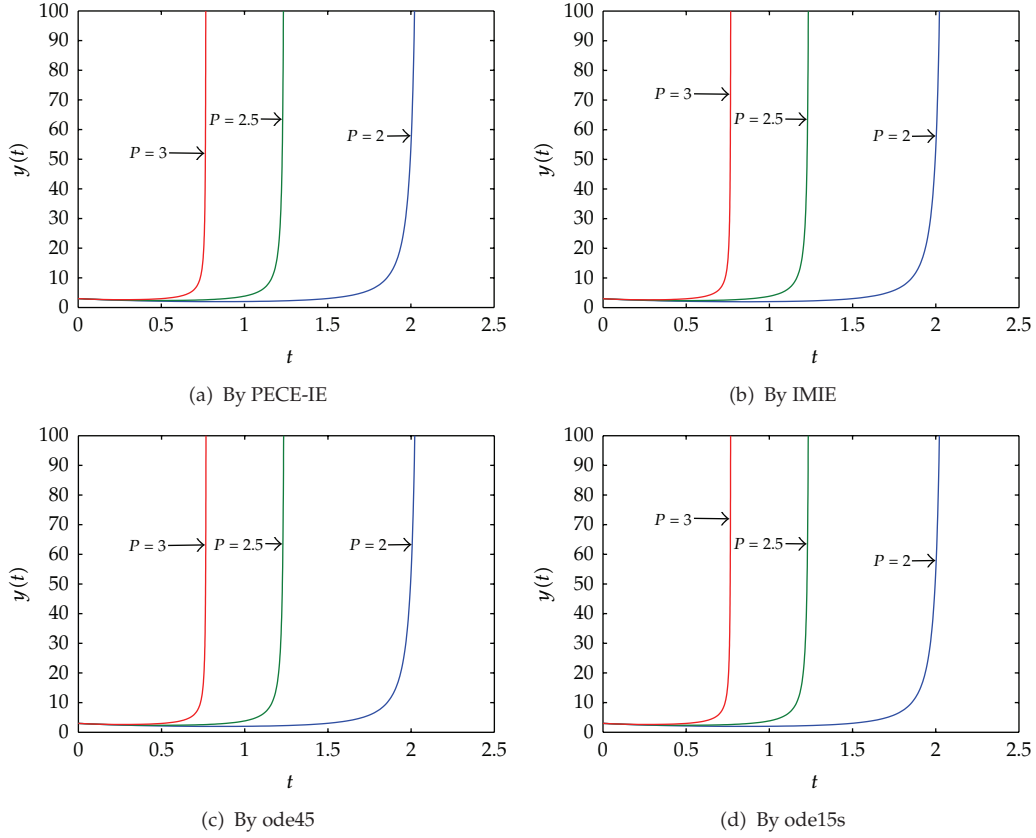 100
90
80
70
60
50
40
30
20
10
0
y(t)
P = 3
P = 2.5
P = 2
0 0.5 1 1.5 2 2.5
t
(a) By PECE-IE
100
90
80
70
60
50
40
30
20
10
0
y(t)
P = 3
P = 2.5
P = 2
0 0.5 1 1.5 2 2.5
t
(b) By IMIE
100
90
80
70
60
50
40
30
20
10
0
y(t)
P = 3
P = 2.5
P = 2
0 0.5 1 1.5 2 2.5
t
(c) By ode45
100
90
80
70
60
50
40
30
20
10
0
y(t)
P = 3
P = 2.5
P = 2
0 0.5 1 1.5 2 2.5
t
(d) By ode15s